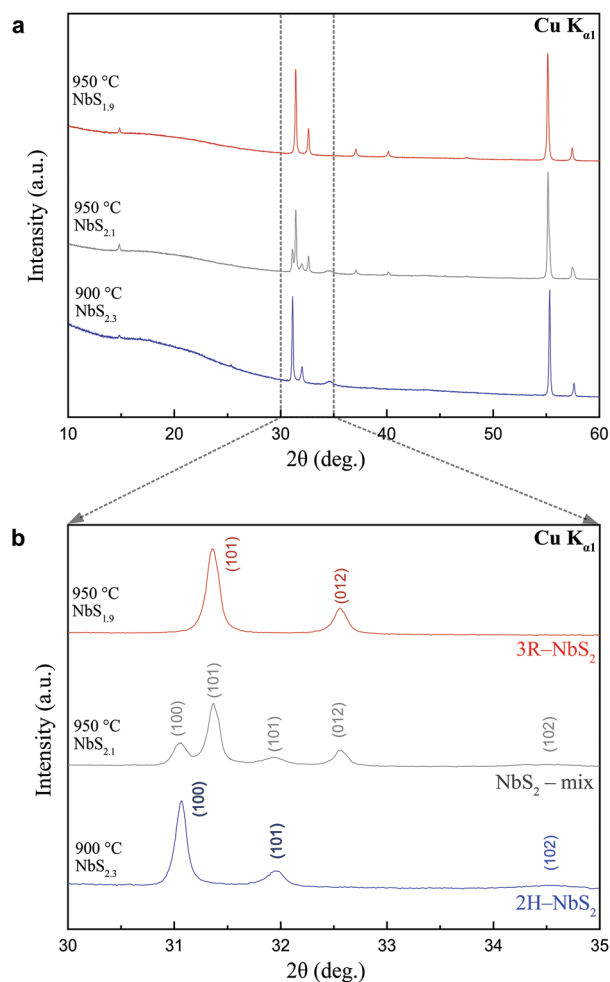 a
Cu Kα1
950 °C
NbS1.9
950 °C
NbS2.1
900 °C
NbS2.3
Intensity (a.u.)
10 20 30 40 50 60
2θ (deg.)
b
Cu Kα1
950 °C
NbS1.9
(101)
(012)
3R–NbS2
950 °C
NbS2.1
(100)
(101)
(101)
(012)
(102)
NbS2 – mix
900 °C
NbS2.3
(100)
(101)
(102)
2H–NbS2
Intensity (a.u.)
30 31 32 33 34 35
2θ (deg.)